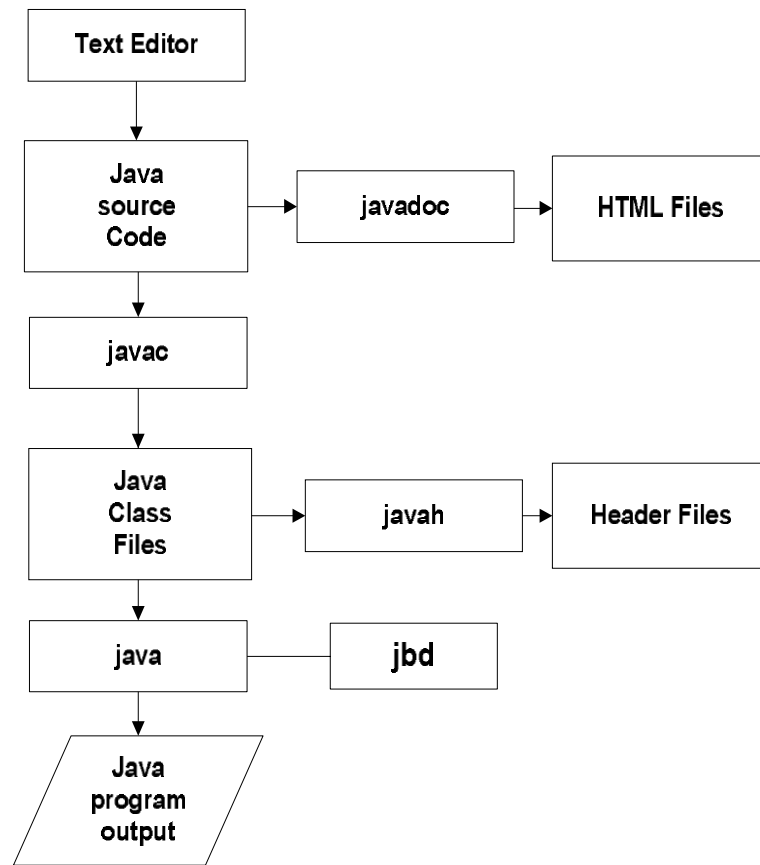 Text Editor
Java
source
Code
javadoc
HTML Files
javac
Java
Class
Files
javah
Header Files
java
jbd
Java
program
output